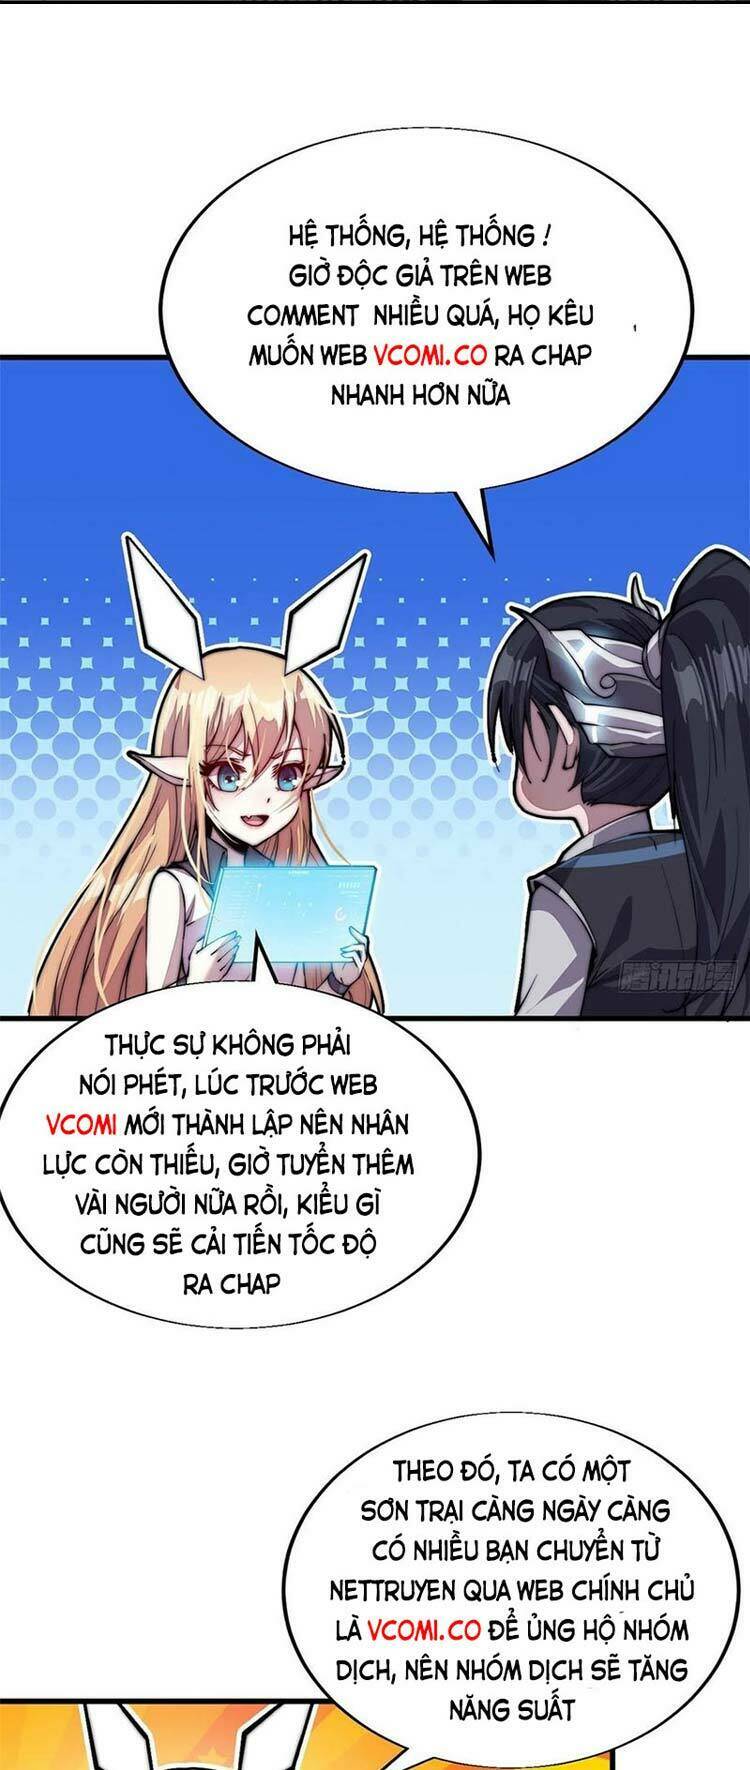 HỆ THỐNG, HỆ THỐNG !
GIỜ ĐỘC GIẢ TRÊN WEB
COMMENT NHIỀU QUÁ, HỌ KÊU
MUỐN WEB VCOMI.CO RA CHAP
NHANH HƠN NỮA
腾讯动漫
THỰC SỰ KHÔNG PHẢI
NÓI PHÉT, LÚC TRƯỚC WEB
VCOMI MỚI THÀNH LẬP NÊN NHÂN
LỰC CÒN THIẾU, GIỜ TUYỂN THÊM
VÀI NGƯỜI NỮA RỒI, KIỂU GÌ
CŨNG SẼ CẢI TIẾN TỐC ĐỘ
RA CHAP
THEO ĐÓ, TA CÓ MỘT
SƠN TRẠI CÀNG NGÀY CÀNG
CÓ NHIỀU BẠN CHUYỂN TỪ
NETTRUYEN QUA WEB CHÍNH CHỦ
LÀ VCOMI.CO ĐỂ ỦNG HỘ NHÓM
DỊCH, NÊN NHÓM DỊCH SẼ TĂNG
NĂNG SUẤT